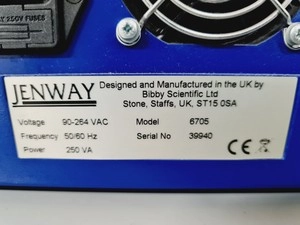 250V FUSES
JENWAY
Designed and Manufactured in the UK by
Bibby Scientific Ltd
Stone, Staffs, UK, ST15 0SA
Voltage 90-264 VAC Model 6705
Frequency 50/60 Hz Serial No 39940
Power 250 VA
CE